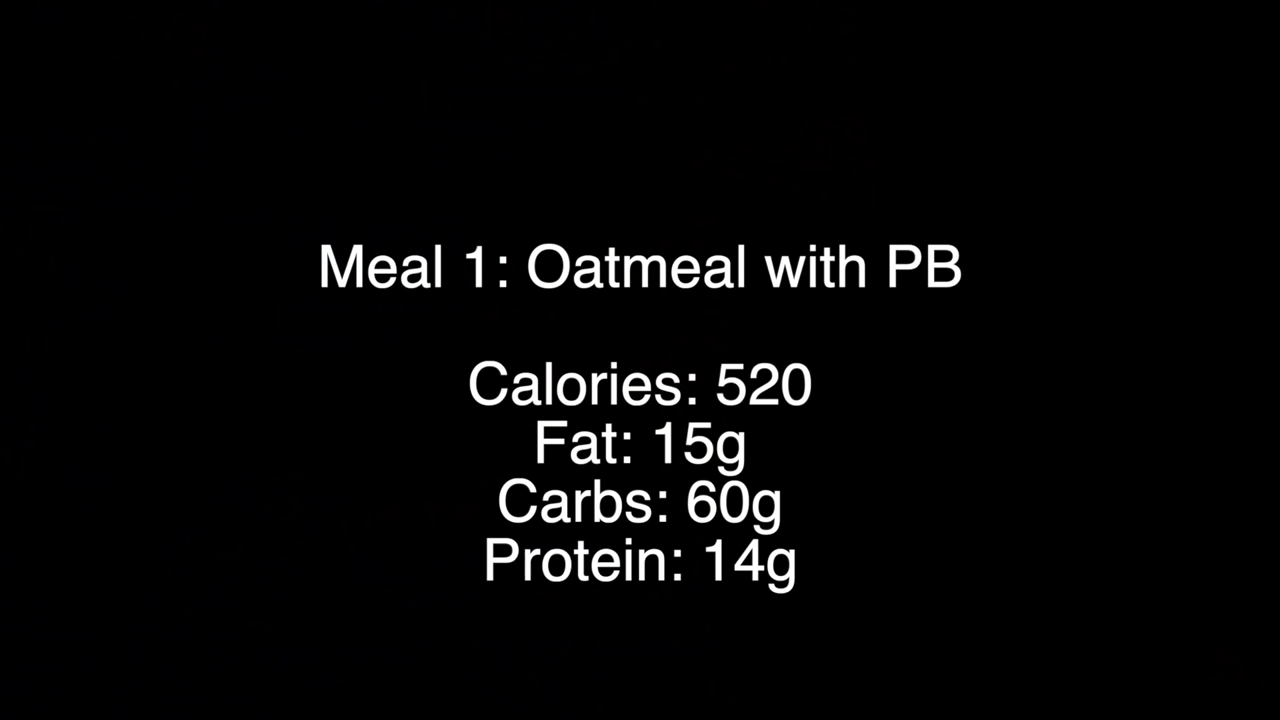 Meal 1: Oatmeal with PB
Calories: 520
Fat: 15g
Carbs: 60g
Protein: 14g